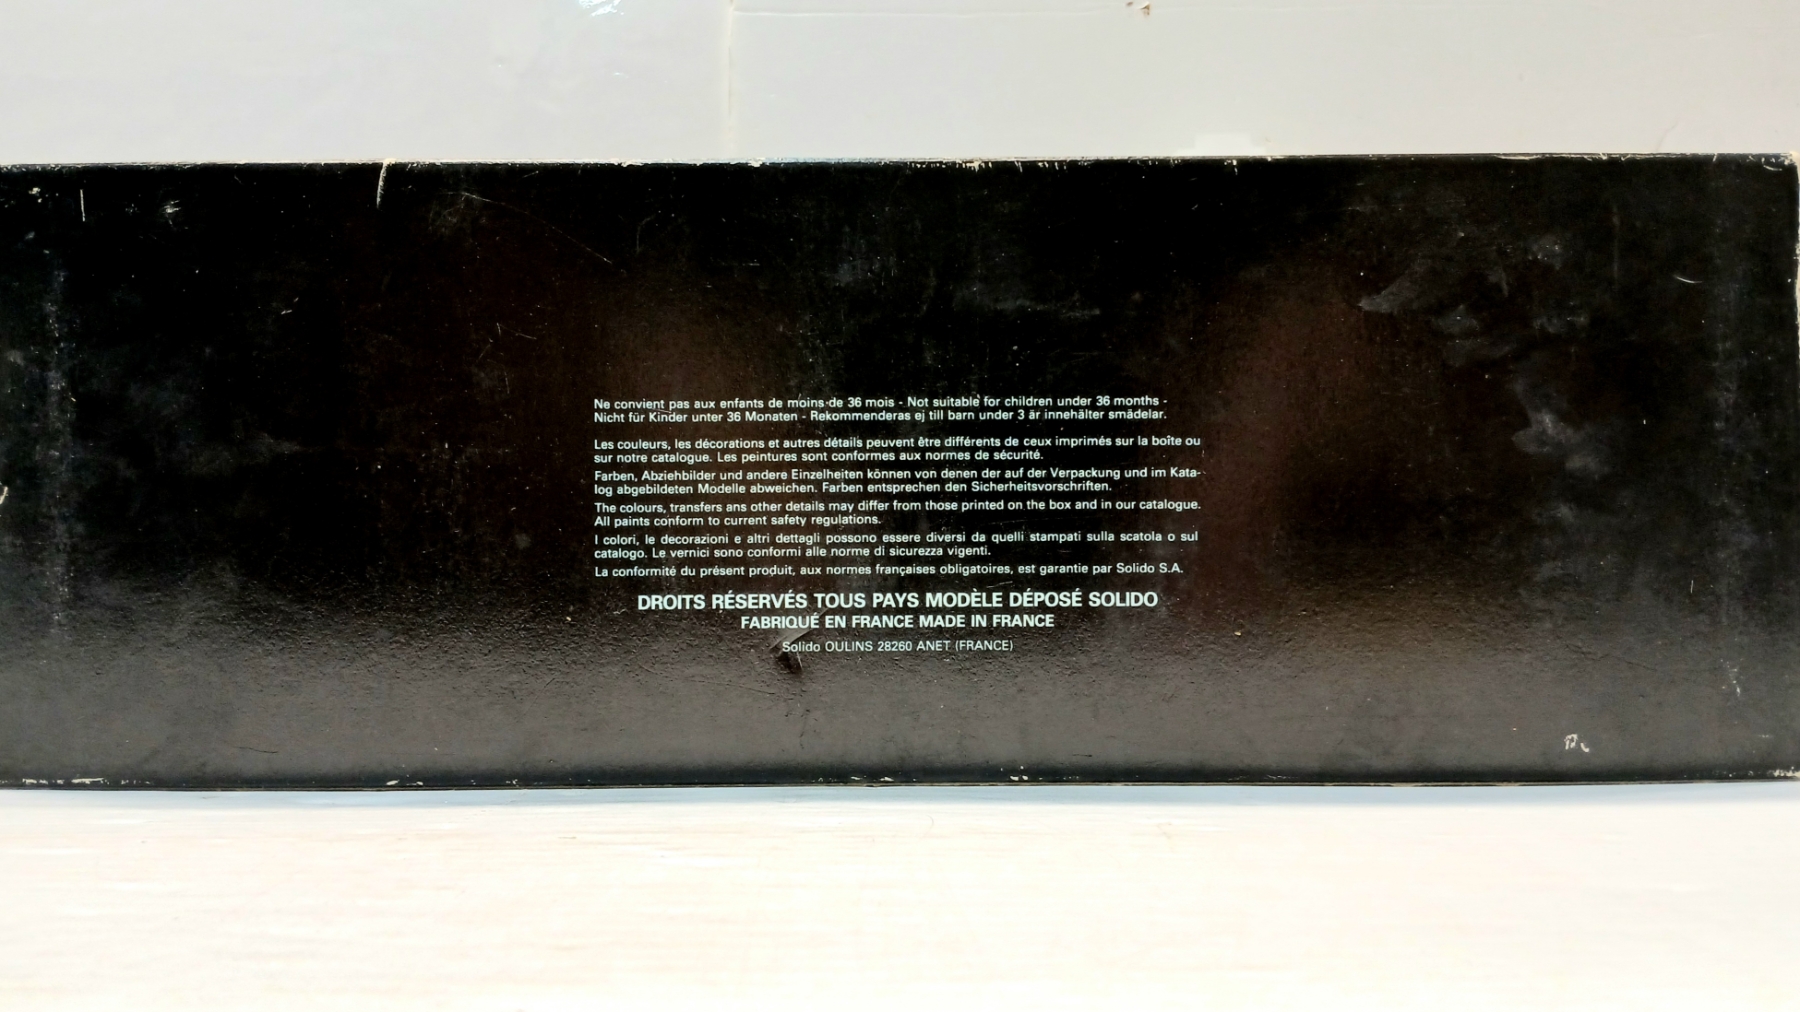 Ne convient pas aux enfants de moins de 36 mois - Not suitable for children under 36 months -
Nicht für Kinder unter 36 Monaten - Rekommenderas ej till barn under 3 är innehälter smädelar.
Les couleurs, les décorations et autres détails peuvent être différents de ceux imprimés sur la boîte ou
sur notre catalogue. Les peintures sont conformes aux normes de sécurité.
Farben, Abziehbilder und andere Einzelheiten können von denen der auf der Verpackung und im Kata-
log abgebildeten Modelle abweichen. Farben entsprechen den Sicherheitsvorschriften.
The colours, transfers ans other details may differ from those printed on the box and in our catalogue.
All paints conform to current safety regulations.
I colori, le decorazioni e altri dettagli possono essere diversi da quelli stampati sulla scatola o sul
catalogo. Le vernici sono conformi alle norme di sicurezza vigenti.
La conformité du présent produit, aux normes françaises obligatoires, est garantie par Solido S.A.
DROITS RÉSERVÉS TOUS PAYS MODÈLE DÉPOSÉ SOLIDO
FABRIQUÉ EN FRANCE MADE IN FRANCE
Solido OULINS 28260 ANET (FRANCE)